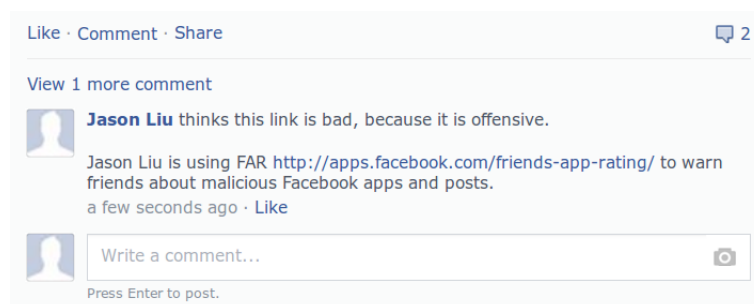 Like · Comment · Share 2
View 1 more comment
Jason Liu thinks this link is bad, because it is offensive.
Jason Liu is using FAR http://apps.facebook.com/friends-app-rating/ to warn
friends about malicious Facebook apps and posts.
a few seconds ago · Like
Write a comment...
Press Enter to post.